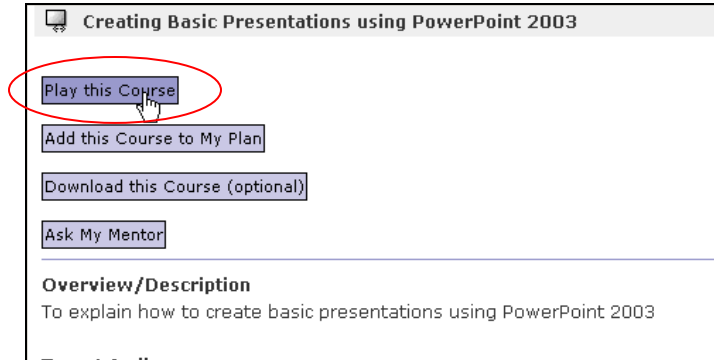 Creating Basic Presentations using PowerPoint 2003
Play this Course
Add this Course to My Plan
Download this Course (optional)
Ask My Mentor
Overview/Description
To explain how to create basic presentations using PowerPoint 2003